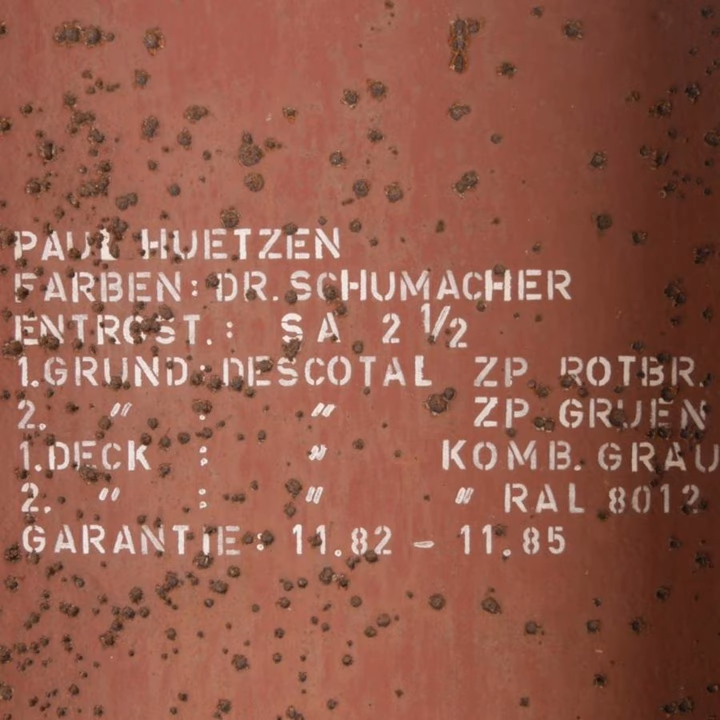 PAUL HUETZEN
FARBEN: DR. SCHUMACHER
ENTROST.: SA 2 1/2
1.GRUND: DESCOTAL ZP ROTBR.
2. " : " ZP GRUEN
1.DECK : " KOMB. GRAU
2. " : " " RAL 8012
GARANTIE: 11.82 - 11.85